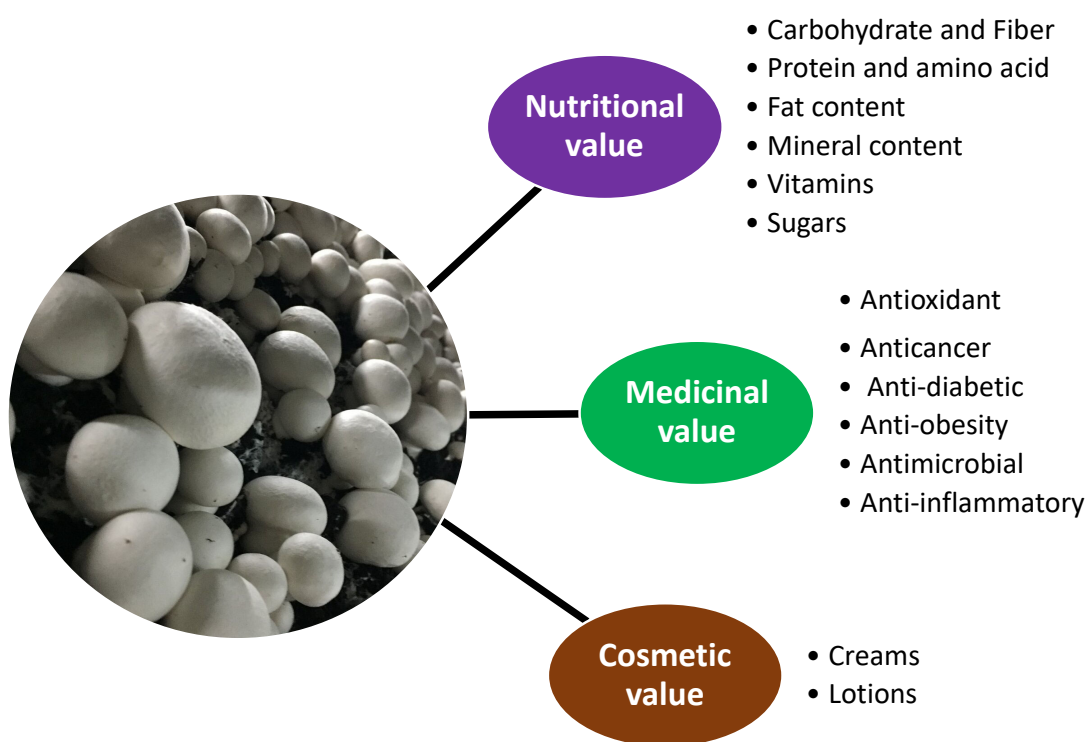 Nutritional
value
• Carbohydrate and Fiber
• Protein and amino acid
• Fat content
• Mineral content
• Vitamins
• Sugars
Medicinal
value
• Antioxidant
• Anticancer
• Anti-diabetic
• Anti-obesity
• Antimicrobial
• Anti-inflammatory
Cosmetic
value
• Creams
• Lotions